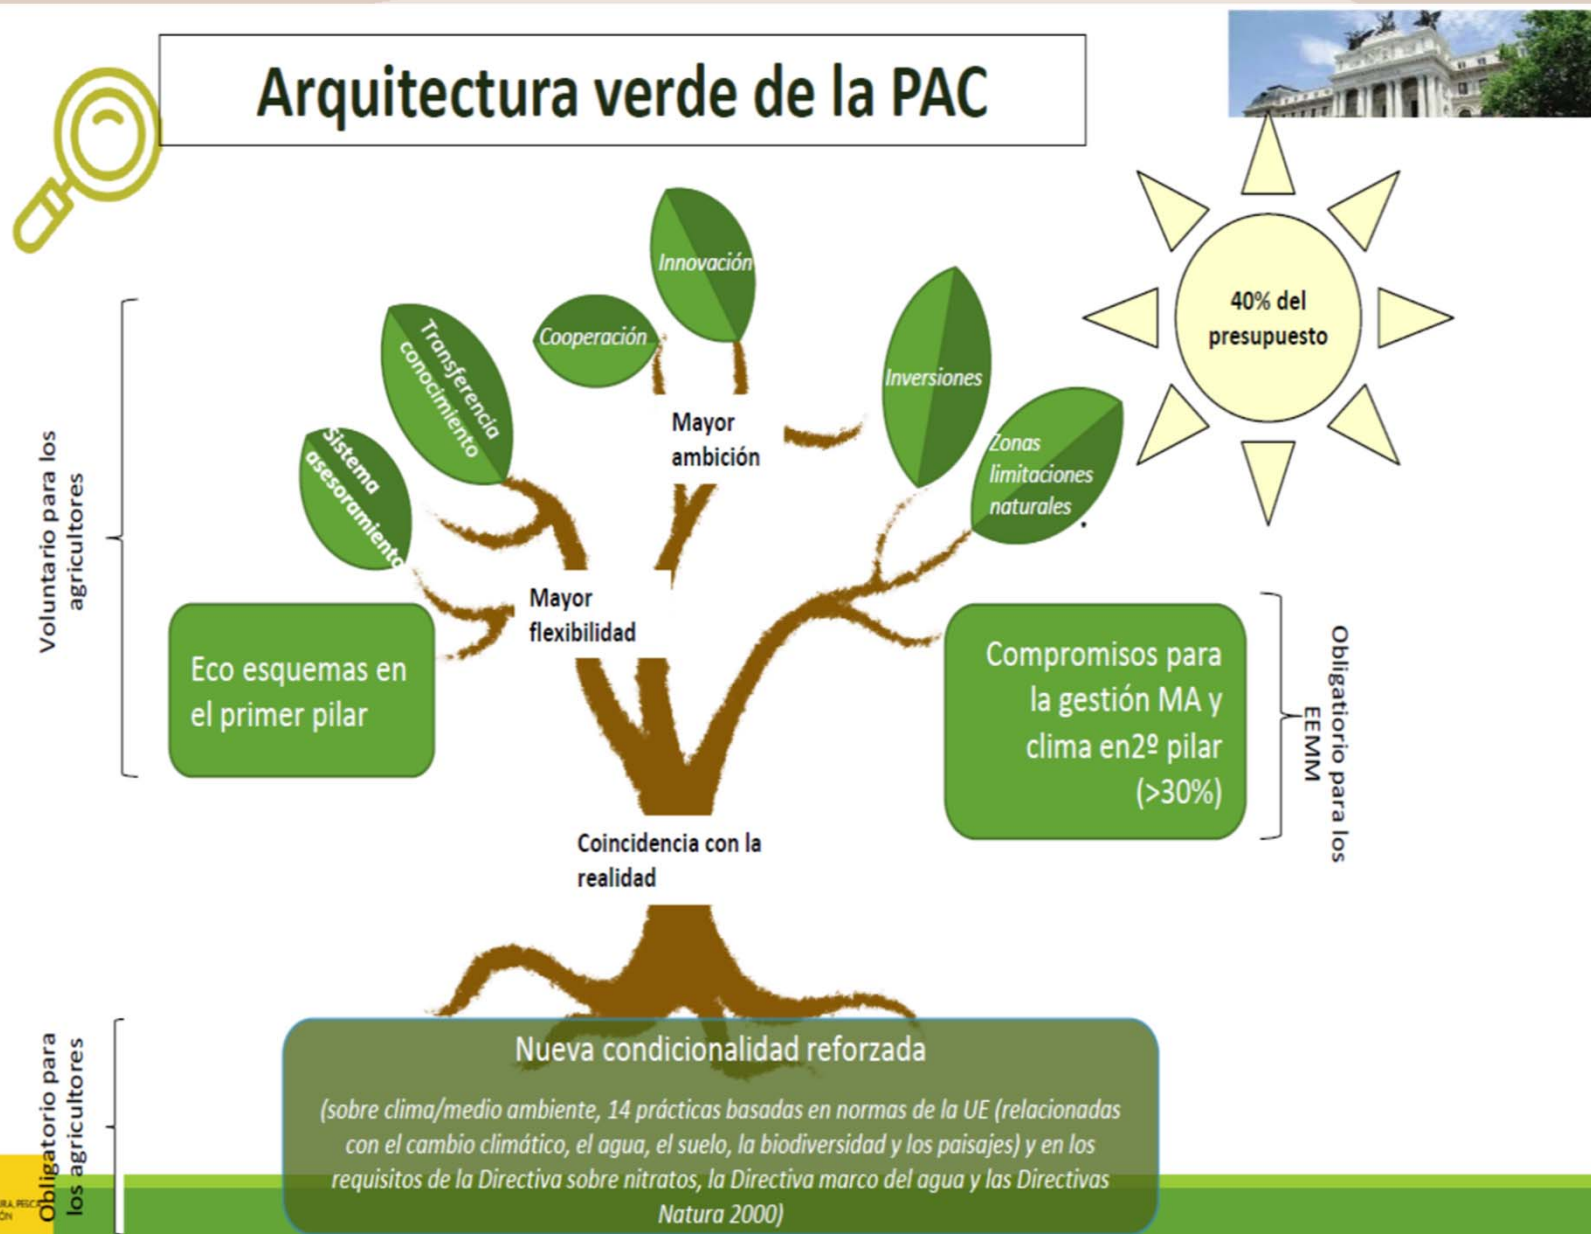 Arquitectura verde de la PAC
Innovación
Cooperación
Transferencia
conocimiento
Sistema
asesoramiento
Inversiones
Zonas
limitaciones
naturales
40% del
presupuesto
Mayor
ambición
Mayor
flexibilidad
Voluntario para los
agricultores
Eco esquemas en
el primer pilar
Compromisos para
la gestión MA y
clima en2º pilar
(>30%)
Obligatiorio para los
EEMM
Coincidencia con la
realidad
Obligatorio para
los agricultores
Nueva condicionalidad reforzada
(sobre clima/medio ambiente, 14 prácticas basadas en normas de la UE (relacionadas
con el cambio climático, el agua, el suelo, la biodiversidad y los paisajes) y en los
requisitos de la Directiva sobre nitratos, la Directiva marco del agua y las Directivas
Natura 2000)